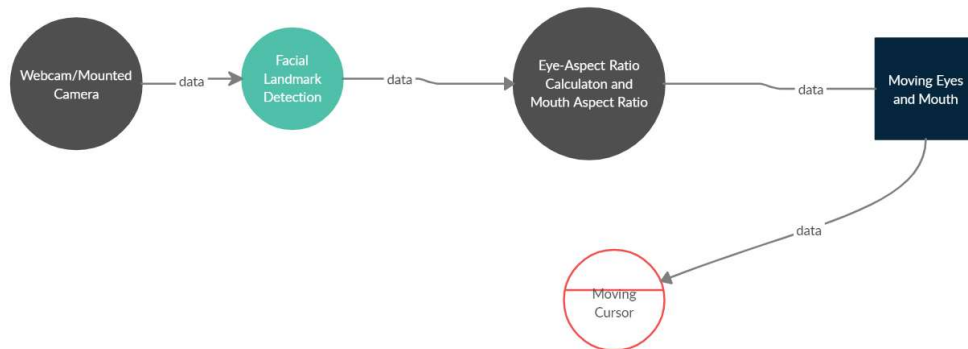 Webcam/Mounted
Camera
data
Facial
Landmark
Detection
data
Eye-Aspect Ratio
Calculaton and
Mouth Aspect Ratio
data
Moving Eyes
and Mouth
data
Moving
Cursor